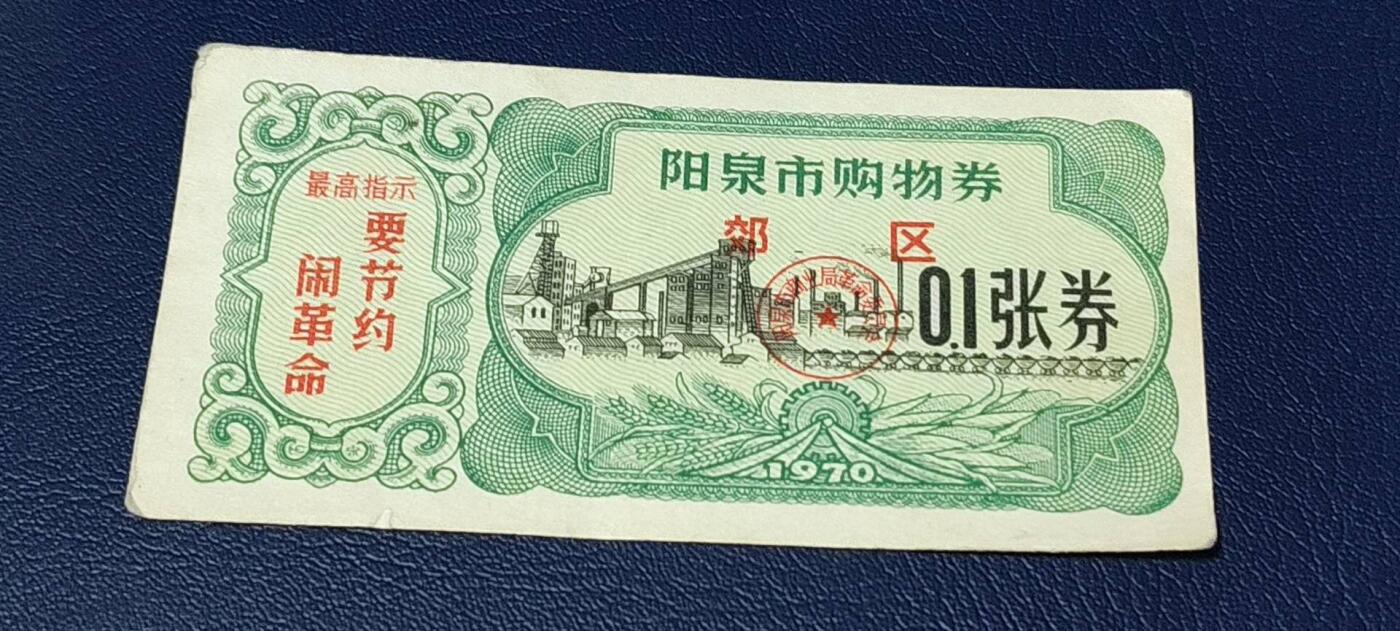 最高指示
要节约
闹革命
阳泉市购物券
郊 区
0.1张券
1970